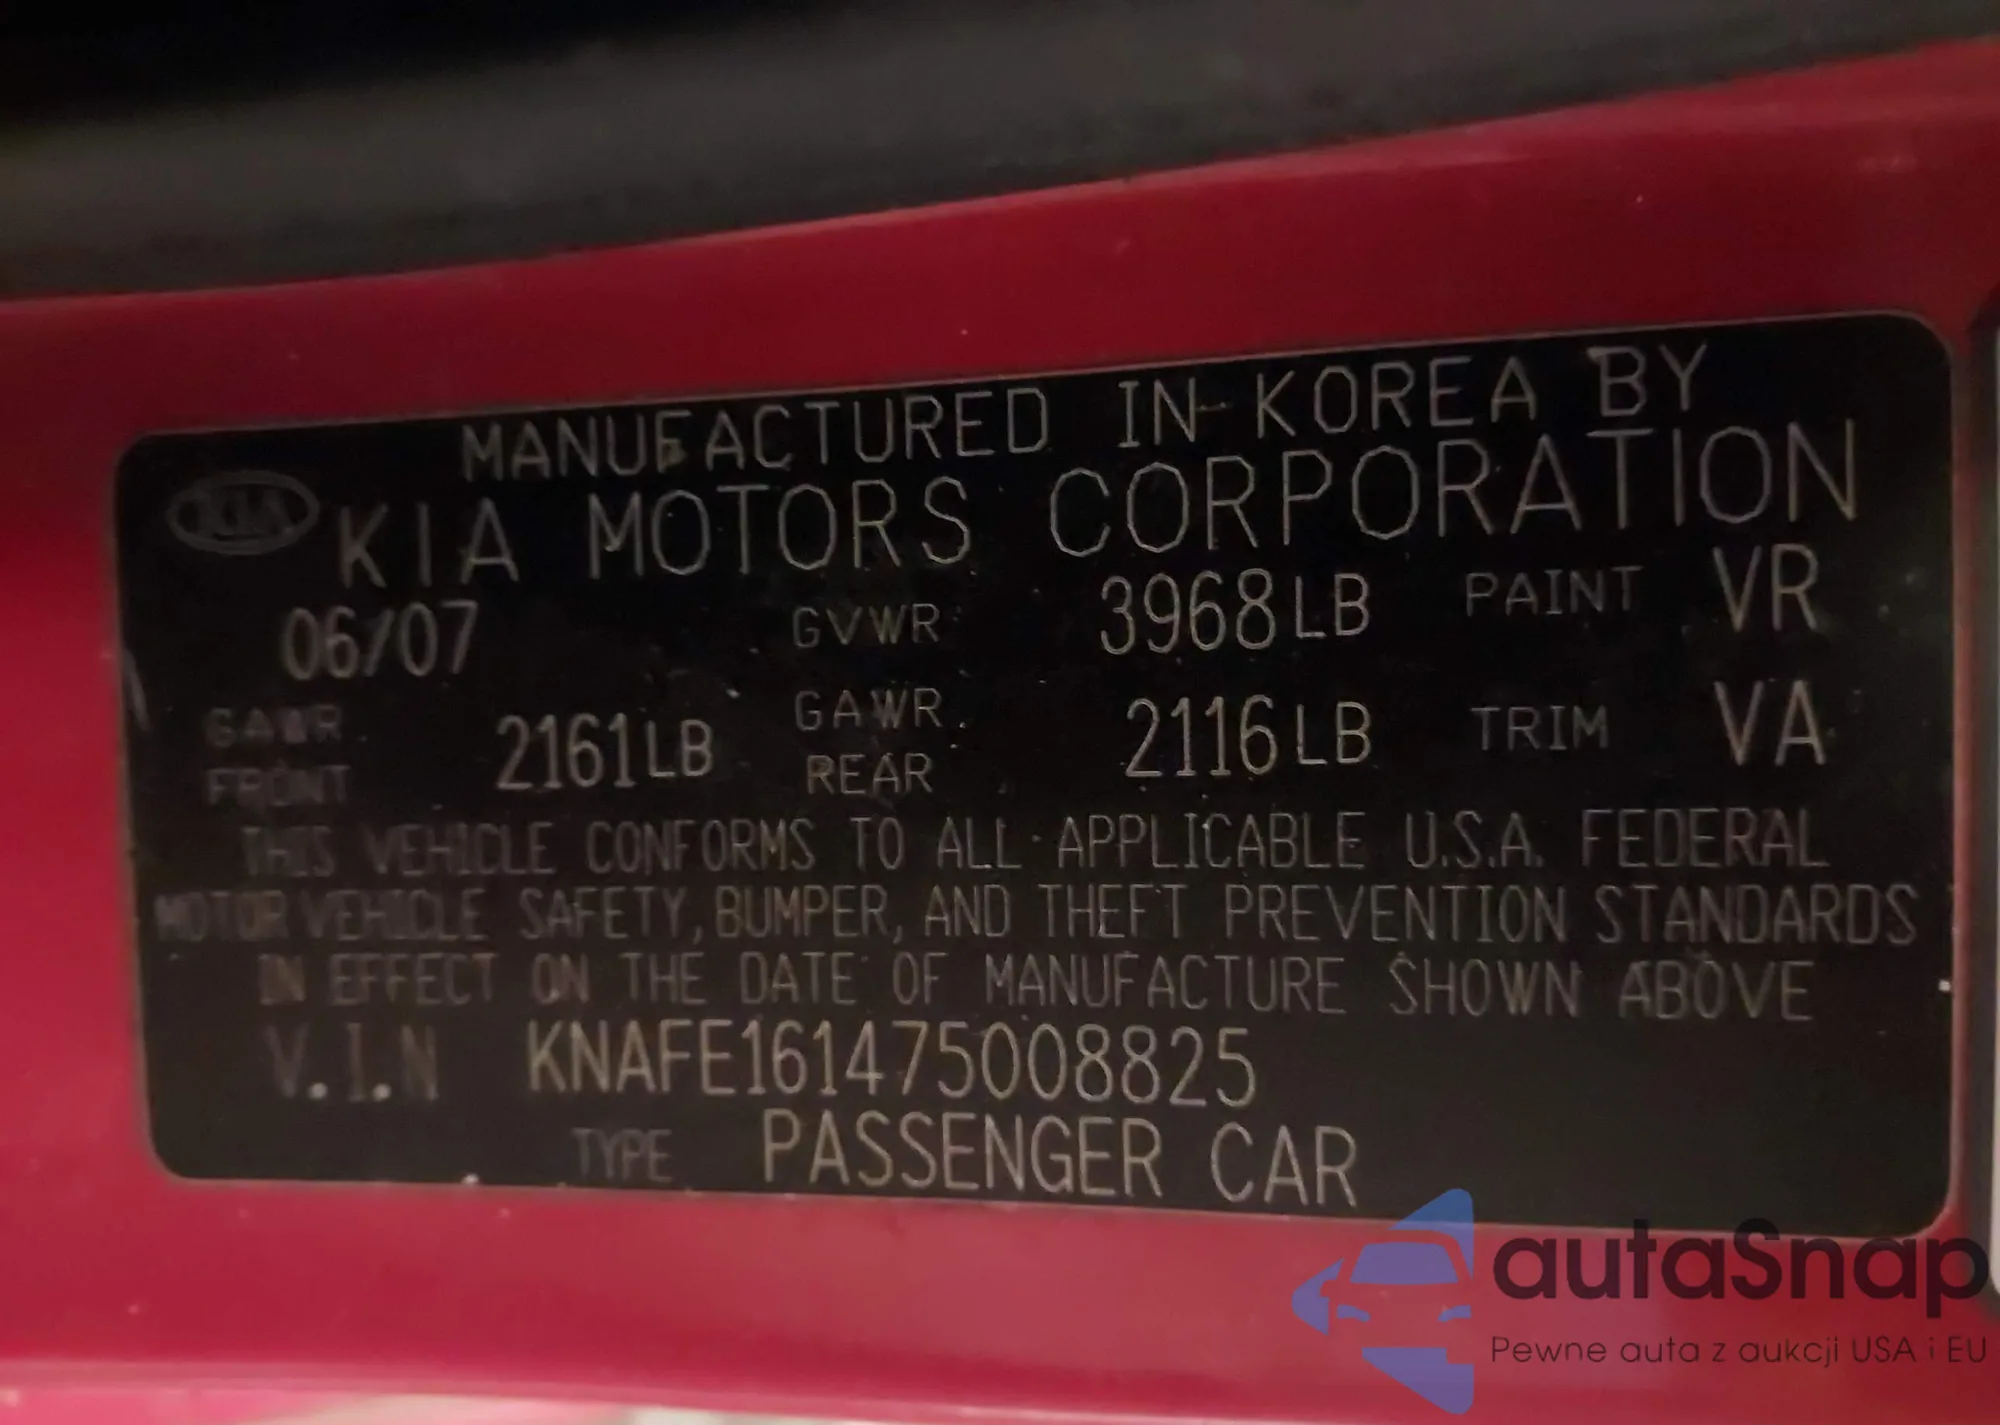 MANUFACTURED IN KOREA BY
KIA KIA MOTORS CORPORATION
06/07 GVWR 3968LB PAINT VR
GAWR FRONT 2161LB GAWR REAR 2116LB TRIM VA
THIS VEHICLE CONFORMS TO ALL APPLICABLE U.S.A. FEDERAL
MOTOR VEHICLE SAFETY, BUMPER, AND THEFT PREVENTION STANDARDS
IN EFFECT ON THE DATE OF MANUFACTURE SHOWN ABOVE
V.I.N KNAFE161475008825
TYPE PASSENGER CAR
autaSnap
Pewne auta z aukcji USA i EU